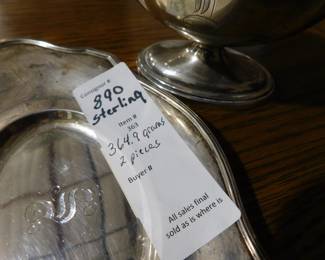 Consignor #
890
sterling
Item #
363
364.9 grams
2 pieces
Buyer #
All sales final
sold as is where is